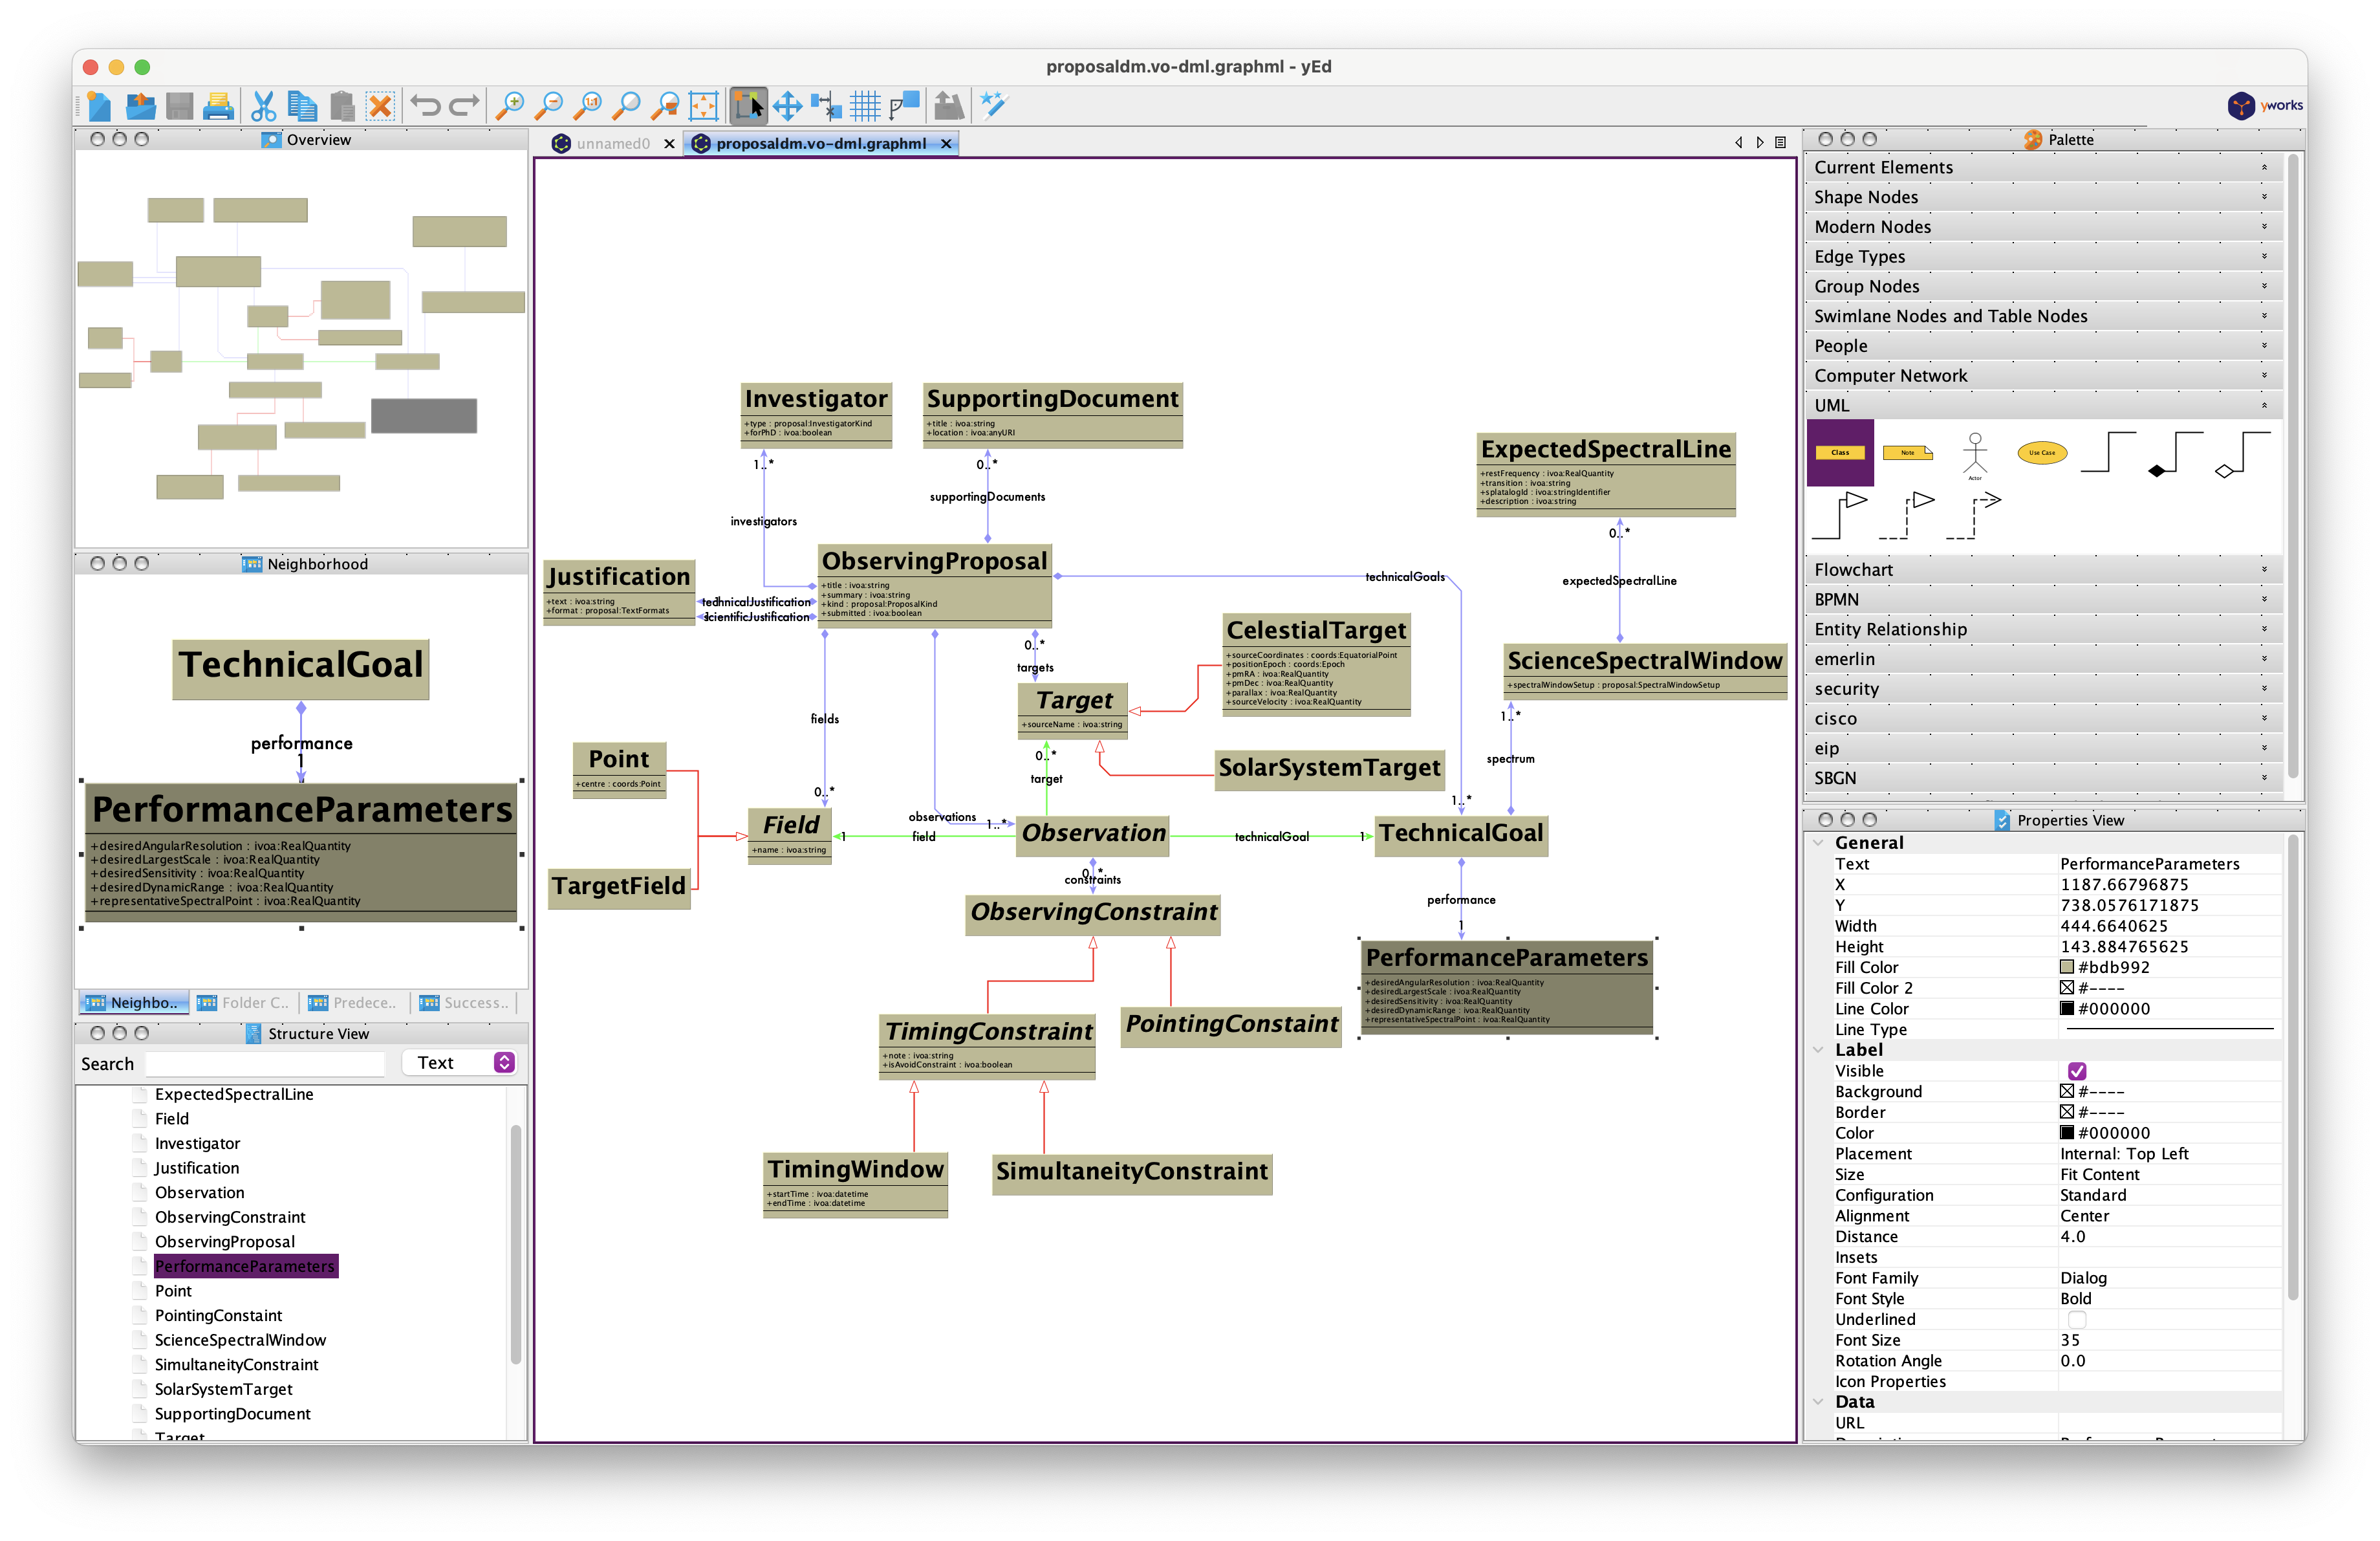 proposaldm.vo-dml.graphml - yEd
1:1
yworks
Overview
Neighborhood
TechnicalGoal
performance
1
PerformanceParameters
+desiredAngularResolution : ivoa:RealQuantity
+desiredLargestScale : ivoa:RealQuantity
+desiredSensitivity : ivoa:RealQuantity
+desiredDynamicRange : ivoa:RealQuantity
+representativeSpectralPoint : ivoa:RealQuantity
Neighbo..
Folder C..
Predece..
Success..
Structure View
Search
Text
ExpectedSpectralLine
Field
Investigator
Justification
Observation
ObservingConstraint
ObservingProposal
PerformanceParameters
Point
PointingConstaint
ScienceSpectralWindow
SimultaneityConstraint
SolarSystemTarget
SupportingDocument
Target
unnamed0
proposaldm.vo-dml.graphml
Investigator
+type : proposal:InvestigatorKind
+forPhD : ivoa:boolean
1..*
investigators
SupportingDocument
+title : ivoa:string
+location : ivoa:anyURI
0..*
supportingDocuments
ExpectedSpectralLine
+restFrequency : ivoa:RealQuantity
+transition : ivoa:string
+splatalogId : ivoa:stringIdentifier
+description : ivoa:string
0..*
expectedSpectralLine
Justification
+text : ivoa:string
+format : proposal:TextFormats
technicalJustification
scientificJustification
ObservingProposal
+title : ivoa:string
+summary : ivoa:string
+kind : proposal:ProposalKind
+submitted : ivoa:boolean
technicalGoals
0..*
targets
CelestialTarget
+sourceCoordinates : coords:EquatorialPoint
+positionEpoch : coords:Epoch
+pmRA : ivoa:RealQuantity
+pmDec : ivoa:RealQuantity
+parallax : ivoa:RealQuantity
+sourceVelocity : ivoa:RealQuantity
ScienceSpectralWindow
+spectralWindowSetup : proposal:SpectralWindowSetup
1..*
spectrum
Target
+sourceName : ivoa:string
0..*
target
fields
0..*
Point
+centre : coords:Point
SolarSystemTarget
1..*
Field
+name : ivoa:string
observations
1..*
1
field
Observation
technicalGoal
1
TechnicalGoal
TargetField
0..*
constraints
ObservingConstraint
performance
1
PerformanceParameters
+desiredAngularResolution : ivoa:RealQuantity
+desiredLargestScale : ivoa:RealQuantity
+desiredSensitivity : ivoa:RealQuantity
+desiredDynamicRange : ivoa:RealQuantity
+representativeSpectralPoint : ivoa:RealQuantity
TimingConstraint
+note : ivoa:string
+isAvoidConstraint : ivoa:boolean
PointingConstaint
TimingWindow
+startTime : ivoa:datetime
+endTime : ivoa:datetime
SimultaneityConstraint
Palette
Current Elements
Shape Nodes
Modern Nodes
Edge Types
Group Nodes
Swimlane Nodes and Table Nodes
People
Computer Network
UML
Class
Note
Actor
Use Case
Flowchart
BPMN
Entity Relationship
emerlin
security
cisco
eip
SBGN
Properties View
General
Text PerformanceParameters
X 1187.66796875
Y 738.0576171875
Width 444.6640625
Height 143.884765625
Fill Color #bdb992
Fill Color 2 #----
Line Color #000000
Line Type
Label
Visible
Background #----
Border #----
Color #000000
Placement Internal: Top Left
Size Fit Content
Configuration Standard
Alignment Center
Distance 4.0
Insets
Font Family Dialog
Font Style Bold
Underlined
Font Size 35
Rotation Angle 0.0
Icon Properties
Data
URL